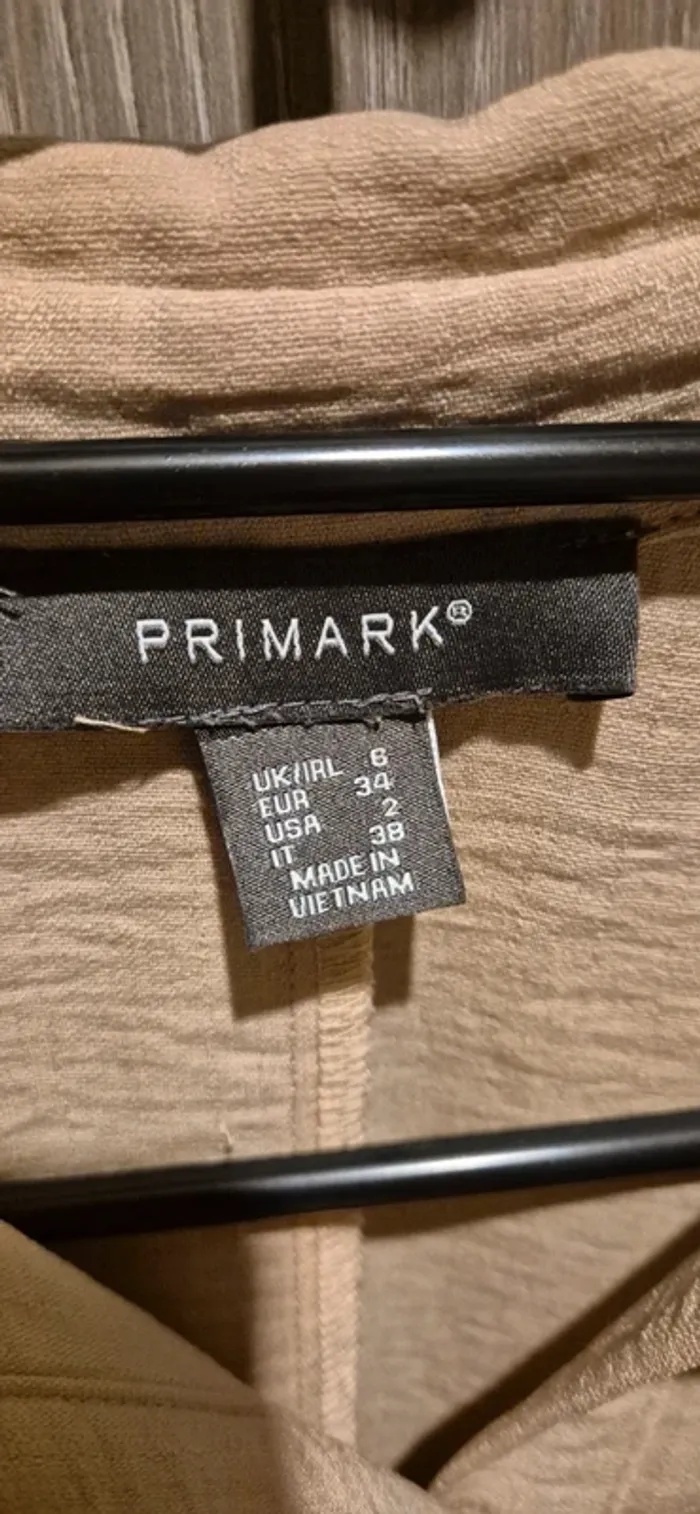 PRIMARK®
UK/IRL 6
EUR 34
USA 2
IT 38
MADE IN
VIETNAM